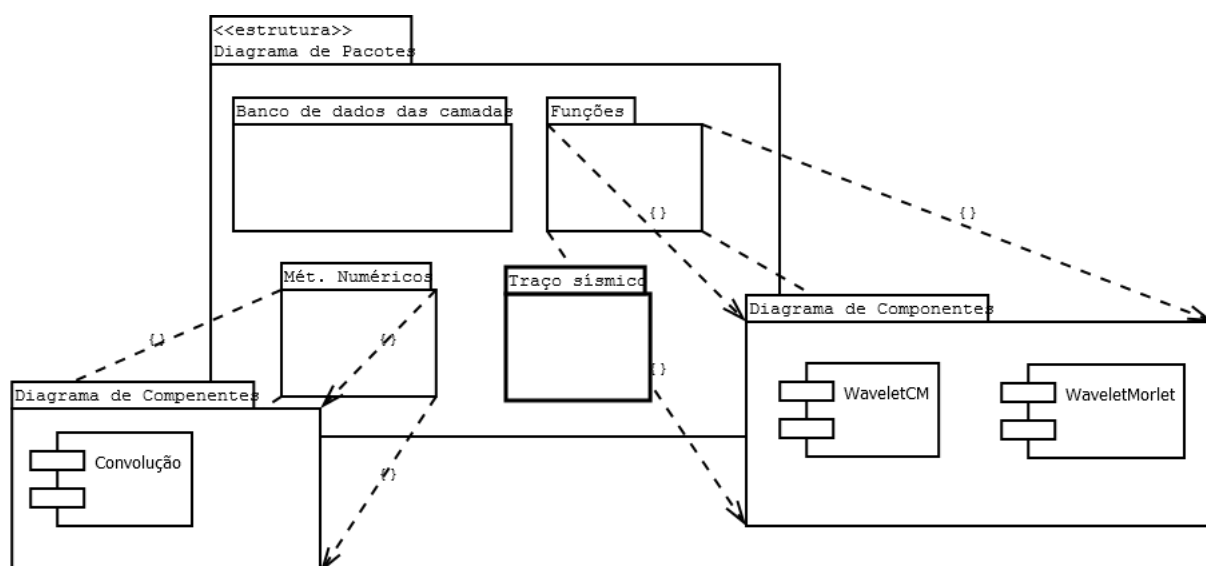 <<estrutura>>
Diagrama de Pacotes
Banco de dados das camadas
Funções
{}
{}
Mét. Numéricos
Traço sísmico
Diagrama de Componentes
{}
{}
{}
Diagrama de Compenentes
WaveletCM
WaveletMorlet
Convolução
{}